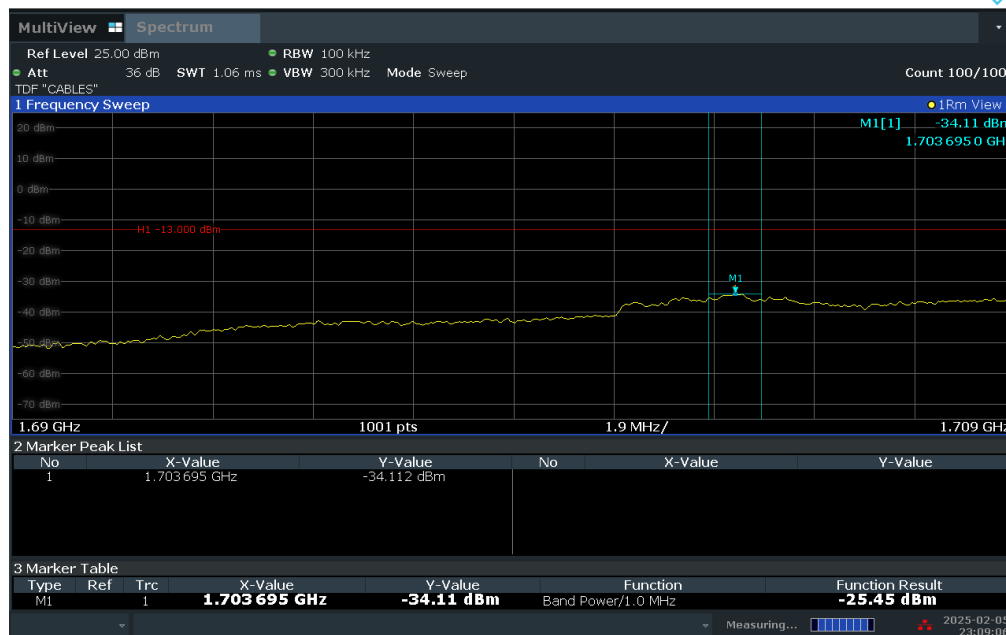 MultiView Spectrum
Ref Level 25.00 dBm RBW 100 kHz
Att 36 dB SWT 1.06 ms VBW 300 kHz Mode Sweep Count 100/100
TDF "CABLES"
1 Frequency Sweep 1Rm View
M1[1] -34.11 dBm
1.703 695 0 GH
20 dBm
10 dBm
0 dBm
-10 dBm
H1 -13.000 dBm
-20 dBm
-30 dBm
M1
-40 dBm
-50 dBm
-60 dBm
-70 dBm
1.69 GHz 1001 pts 1.9 MHz/ 1.709 GHz
2 Marker Peak List
No X-Value Y-Value No X-Value Y-Value
1 1.703 695 GHz -34.112 dBm
3 Marker Table
Type Ref Trc X-Value Y-Value Function Function Result
M1 1 1.703 695 GHz -34.11 dBm Band Power/1.0 MHz -25.45 dBm
Measuring...